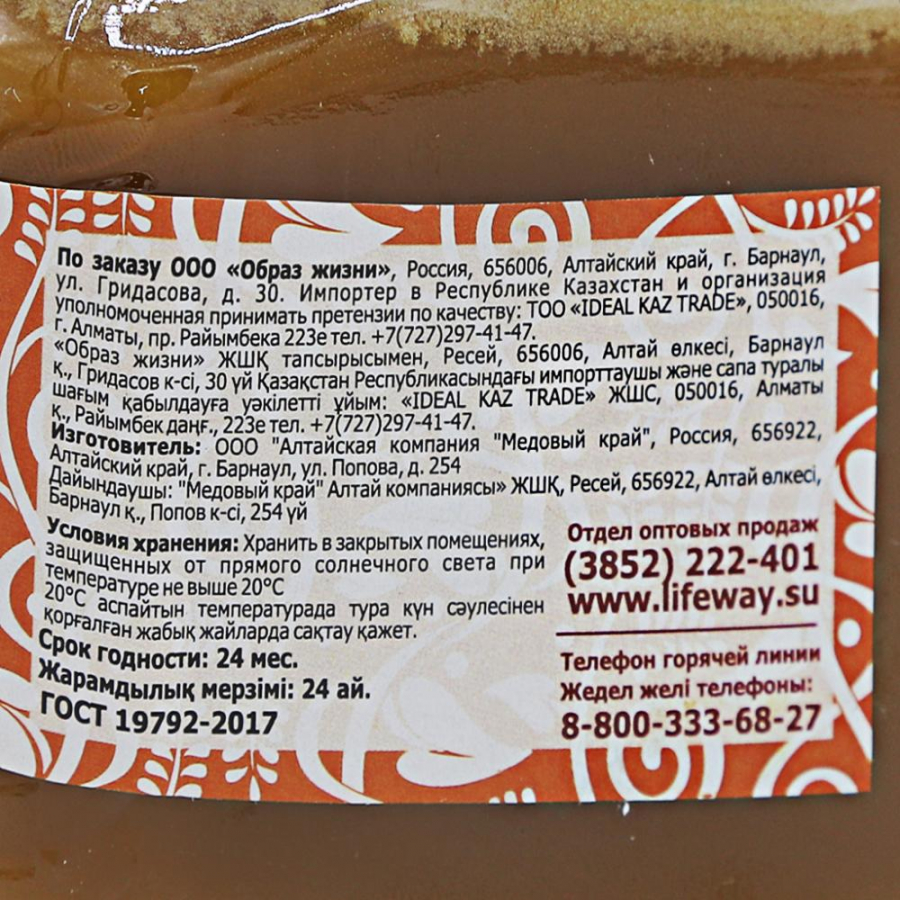 По заказу ООО «Образ жизни», Россия, 656006, Алтайский край, г. Барнаул,
ул. Гридасова, д. 30. Импортер в Республике Казахстан и организация
уполномоченная принимать претензии по качеству: ТОО «IDEAL KAZ TRADE», 050016,
г. Алматы, пр. Райымбека 223е тел. +7(727)297-41-47.
«Образ жизни» ЖШҚ тапсырысымен, Ресей, 656006, Алтай өлкесі, Барнаул
қ., Гридасов к-сі, 30 үй Қазақстан Республикасындағы импорттаушы және сапа туралы
шағым қабылдауға уәкілетті ұйым: «IDEAL KAZ TRADE» ЖШС, 050016, Алматы
қ., Райымбек даңғ., 223е тел. +7(727)297-41-47.
Изготовитель: ООО "Алтайская компания "Медовый край", Россия, 656922,
Алтайский край, г. Барнаул, ул. Попова, д. 254
Дайындаушы: "Медовый край" Алтай компаниясы» ЖШҚ, Ресей, 656922, Алтай өлкесі,
Барнаул қ., Попов к-сі, 254 үй
Условия хранения: Хранить в закрытых помещениях,
защищенных от прямого солнечного света при
температуре не выше 20°C
20°C аспайтын температурада тура күн сәулесінен
қорғалған жабық жайларда сақтау қажет.
Срок годности: 24 мес.
Жарамдылық мерзімі: 24 ай.
ГОСТ 19792-2017
Отдел оптовых продаж
(3852) 222-401
www.lifeway.su
Телефон горячей линии
Жедел желі телефоны:
8-800-333-68-27